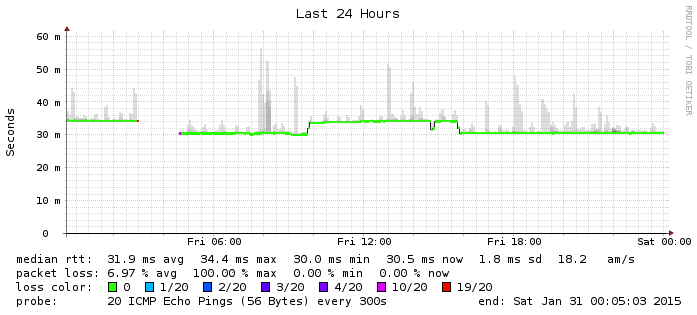 Last 24 Hours
RRDTOOL / TOBI OETIKER
Seconds
60 m
50 m
40 m
30 m
20 m
10 m
0
Fri 06:00 Fri 12:00 Fri 18:00 Sat 00:00
median rtt: 31.9 ms avg 34.4 ms max 30.0 ms min 30.5 ms now 1.8 ms sd 18.2 am/s
packet loss: 6.97 % avg 100.00 % max 0.00 % min 0.00 % now
loss color: 0 1/20 2/20 3/20 4/20 10/20 19/20
probe: 20 ICMP Echo Pings (56 Bytes) every 300s end: Sat Jan 31 00:05:03 2015